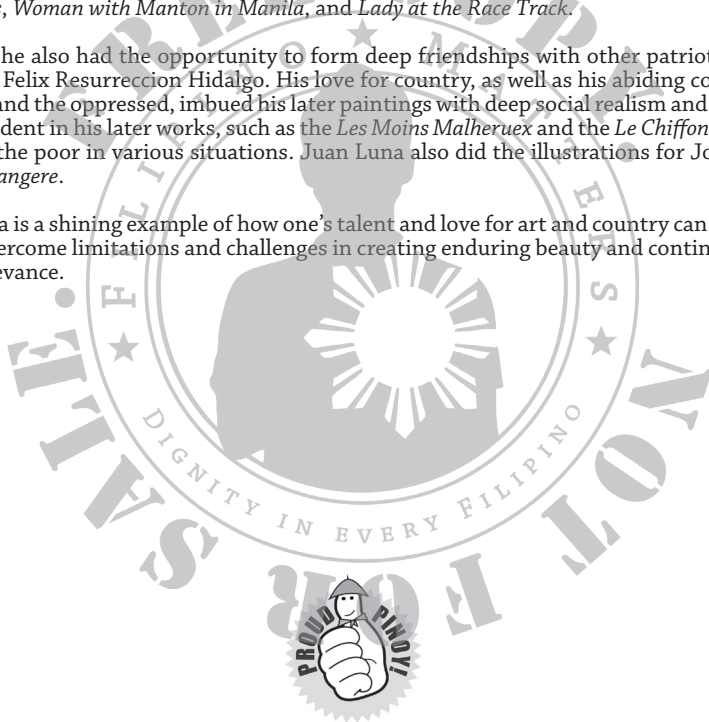 , Woman with Manton in Manila, and Lady at the Race Track.
he also had the opportunity to form deep friendships with other patriot
Felix Resurreccion Hidalgo. His love for country, as well as his abiding co
and the oppressed, imbued his later paintings with deep social realism and
dent in his later works, such as the Les Moins Malheruex and the Le Chiffon
the poor in various situations. Juan Luna also did the illustrations for Jo
angere.
a is a shining example of how one's talent and love for art and country can
ercome limitations and challenges in creating enduring beauty and contin
evance.
FILIPINO MATTERS
DIGNITY IN EVERY FILIPINO
NOT FOR SALE.
PROUD PINOY!